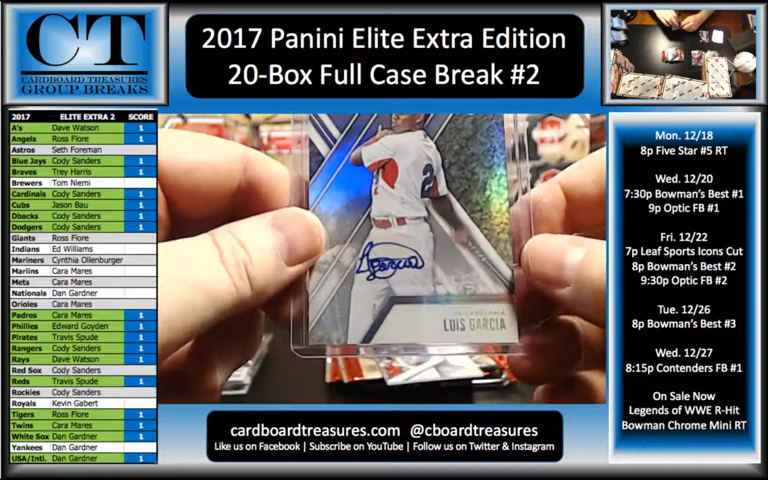 CT
CARDBOARD TREASURES
GROUP BREAKS
2017 Panini Elite Extra Edition
20-Box Full Case Break #2
2017 ELITE EXTRA 2 SCORE
A's Dave Watson 1
Angels Ross Flore 1
Astros Seth Foreman
Blue Jays Cody Sanders 1
Braves Trey Harris 1
Brewers Tom Niemi
Cardinals Cody Sanders 1
Cubs Jason Bau 1
Dbacks Cody Sanders 1
Dodgers Cody Sanders 1
Giants Ross Flore
Indians Ed Williams
Mariners Cynthia Ollenburger
Marlins Cara Mares
Mets Cara Mares
Nationals Dan Gardner
Orioles Cara Mares
Padres Cara Mares 1
Phillies Edward Goyden 1
Pirates Travis Spude 1
Rangers Cody Sanders 1
Rays Dave Watson 1
Red Sox Cody Sanders
Reds Travis Spude 1
Rockies Cody Sanders
Royals Kevin Gabert
Tigers Ross Flore 1
Twins Cara Mares 1
White Sox Dan Gardner 1
Yankees Dan Gardner
USA/Intl. Dan Gardner 1
2
L Garcia
PHILADELPHIA
LUIS GARCIA
cardboardtreasures.com @cboardtreasures
Like us on Facebook | Subscribe on YouTube | Follow us on Twitter & Instagram
Mon. 12/18
8p Five Star #5 RT
Wed. 12/20
7:30p Bowman's Best #1
9p Optic FB #1
Fri. 12/22
7p Leaf Sports Icons Cut
8p Bowman's Best #2
9:30p Optic FB #2
Tue. 12/26
8p Bowman's Best #3
Wed. 12/27
8:15p Contenders FB #1
On Sale Now
Legends of WWE R-Hit
Bowman Chrome Mini RT